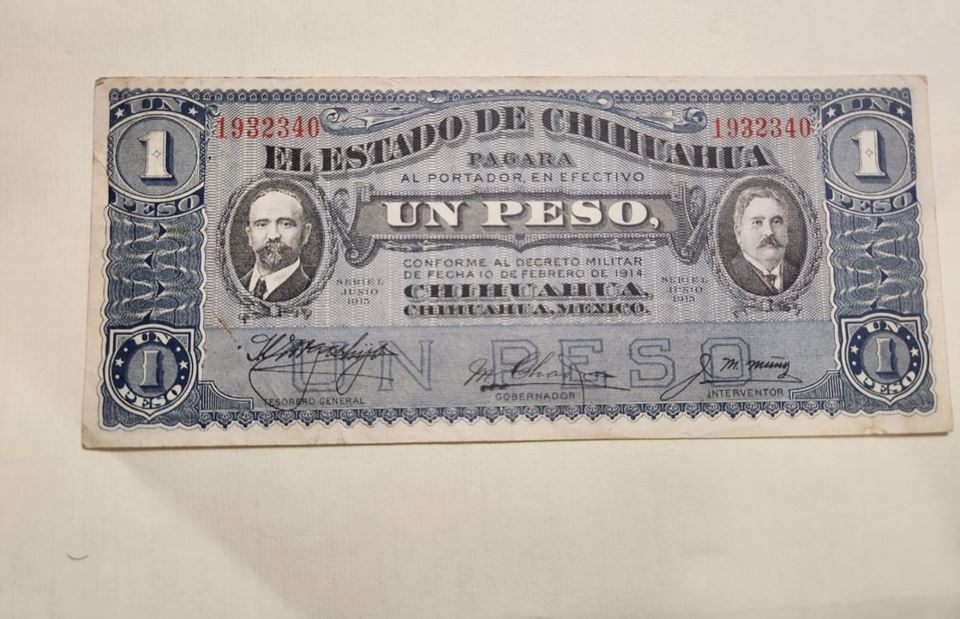 UN 1 PESO
1932340
1932340
UN 1 PESO
EL ESTADO DE CHIHUAHUA
PAGARA
AL PORTADOR, EN EFECTIVO
UN PESO,
CONFORME AL DECRETO MILITAR
DE FECHA 10 DE FEBRERO DE 1914.
CHIHUAHUA,
CHIHUAHUA, MEXICO.
SERIE I
JUNIO
1915
SERIE I
JUNIO
1915
UN PESO
UN 1 PESO
TESORERO GENERAL
GOBERNADOR
J. M. Muñiz
INTERVENTOR
UN 1 PESO